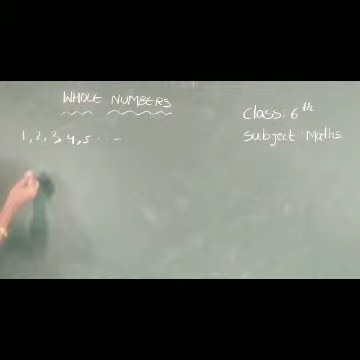 WHOLE NUMBERS
Class: 6th
Subject: Maths
1, 2, 3, 4, 5 - - -